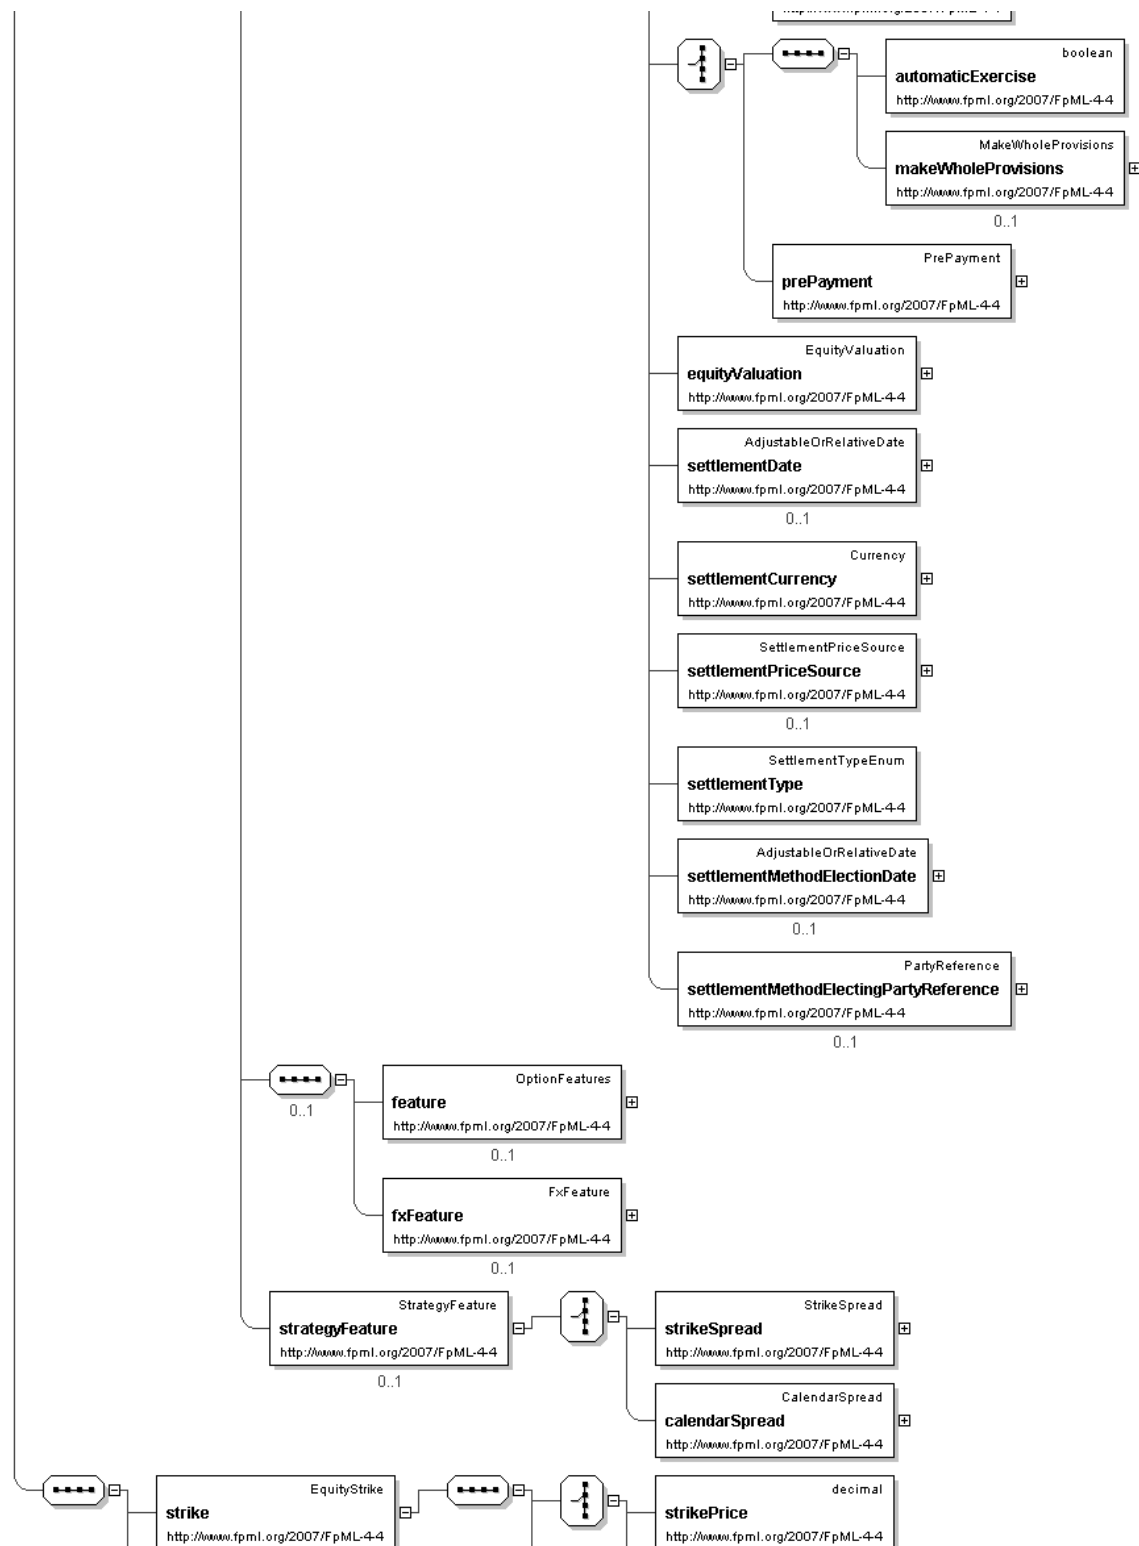 boolean
automaticExercise
http://www.fpml.org/2007/FpML-4-4
MakeWholeProvisions
makeWholeProvisions
http://www.fpml.org/2007/FpML-4-4
0..1
PrePayment
prePayment
http://www.fpml.org/2007/FpML-4-4
EquityValuation
equityValuation
http://www.fpml.org/2007/FpML-4-4
AdjustableOrRelativeDate
settlementDate
http://www.fpml.org/2007/FpML-4-4
0..1
Currency
settlementCurrency
http://www.fpml.org/2007/FpML-4-4
SettlementPriceSource
settlementPriceSource
http://www.fpml.org/2007/FpML-4-4
0..1
SettlementTypeEnum
settlementType
http://www.fpml.org/2007/FpML-4-4
AdjustableOrRelativeDate
settlementMethodElectionDate
http://www.fpml.org/2007/FpML-4-4
0..1
PartyReference
settlementMethodElectingPartyReference
http://www.fpml.org/2007/FpML-4-4
0..1
0..1
OptionFeatures
feature
http://www.fpml.org/2007/FpML-4-4
0..1
FxFeature
fxFeature
http://www.fpml.org/2007/FpML-4-4
0..1
StrategyFeature
strategyFeature
http://www.fpml.org/2007/FpML-4-4
0..1
StrikeSpread
strikeSpread
http://www.fpml.org/2007/FpML-4-4
CalendarSpread
calendarSpread
http://www.fpml.org/2007/FpML-4-4
EquityStrike
strike
http://www.fpml.org/2007/FpML-4-4
decimal
strikePrice
http://www.fpml.org/2007/FpML-4-4